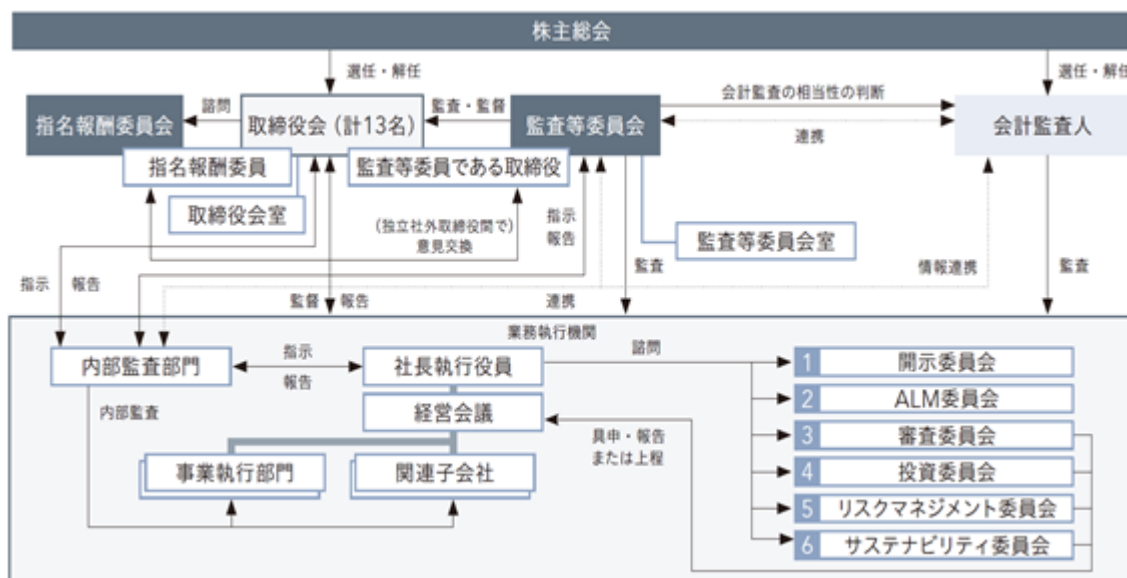 株主総会
選任・解任
選任・解任
指名報酬委員会
諮問
取締役会（計13名）
監査・監督
監査等委員会
会計監査の相当性の判断
連携
会計監査人
指名報酬委員
監査等委員である取締役
取締役会室
（独立社外取締役間で）
意見交換
指示
報告
監査等委員会室
指示
報告
監督
報告
連携
監査
情報連携
監査
業務執行機関
内部監査部門
指示
報告
社長執行役員
諮問
1 開示委員会
2 ALM委員会
3 審査委員会
4 投資委員会
5 リスクマネジメント委員会
6 サステナビリティ委員会
内部監査
経営会議
具申・報告
または上程
事業執行部門
関連子会社